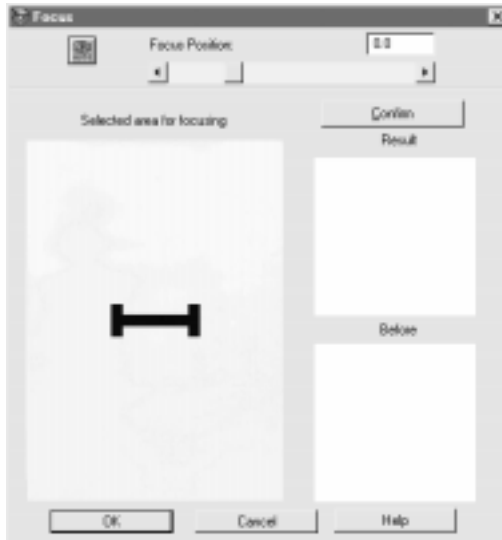 Focus
Focus Position:
0.0
Selected area for focusing
Confirm
Result
Before
OK
Cancel
Help